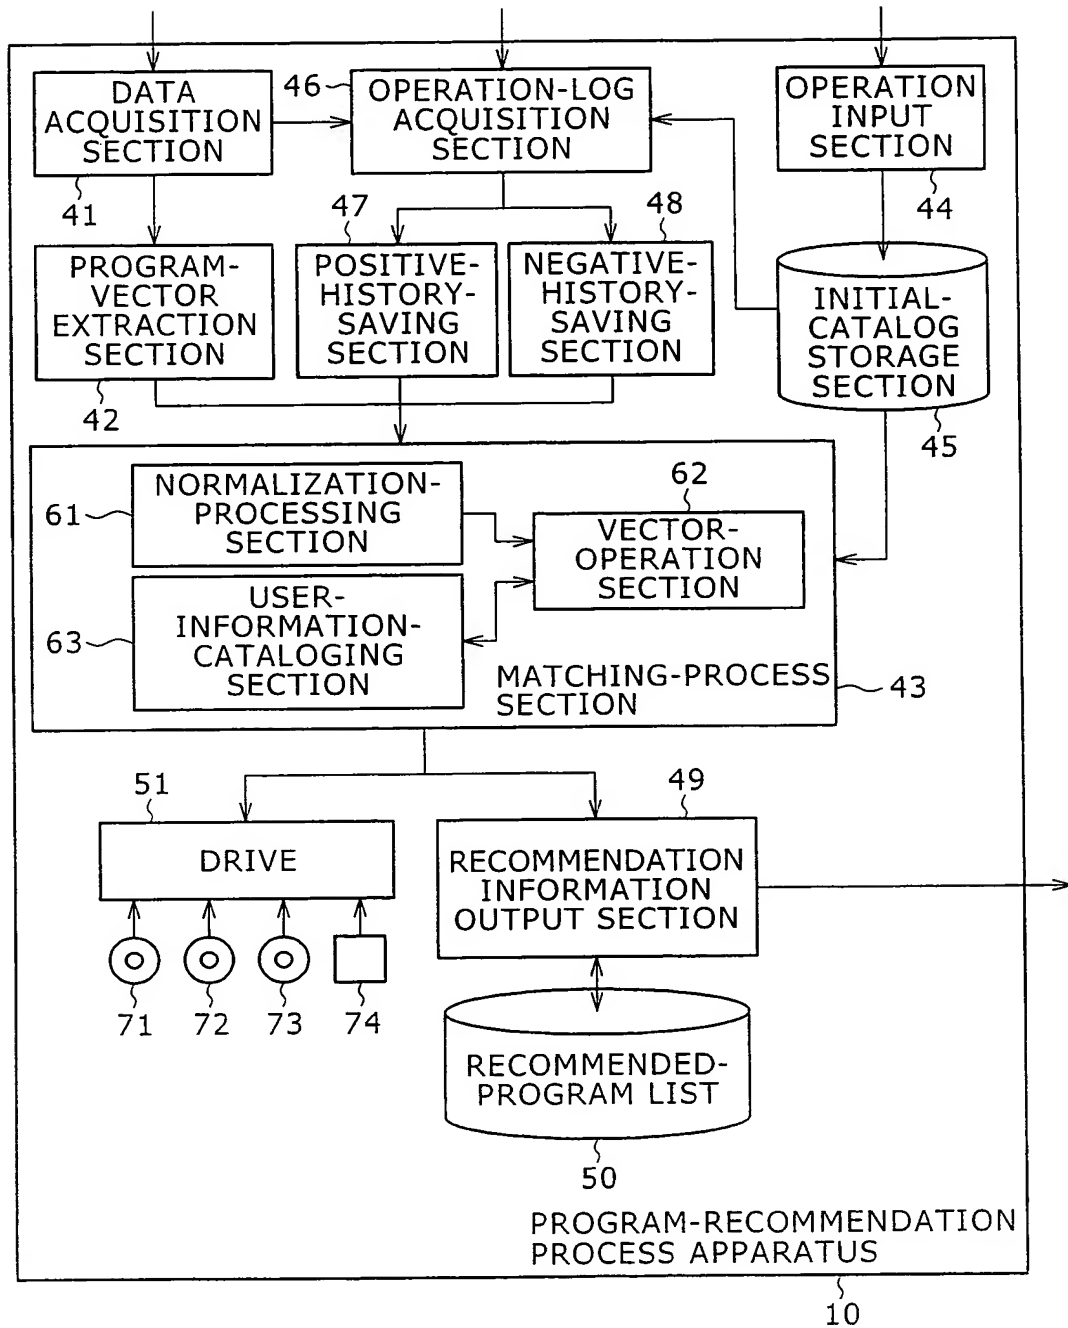 DATA
ACQUISITION
SECTION
41
46
OPERATION-LOG
ACQUISITION
SECTION
OPERATION
INPUT
SECTION
44
PROGRAM-
VECTOR
EXTRACTION
SECTION
42
47
POSITIVE-
HISTORY-
SAVING
SECTION
48
NEGATIVE-
HISTORY-
SAVING
SECTION
INITIAL-
CATALOG
STORAGE
SECTION
45
61
NORMALIZATION-
PROCESSING
SECTION
62
VECTOR-
OPERATION
SECTION
63
USER-
INFORMATION-
CATALOGING
SECTION
MATCHING-PROCESS
SECTION
43
51
DRIVE
71
72
73
74
49
RECOMMENDATION
INFORMATION
OUTPUT SECTION
RECOMMENDED-
PROGRAM LIST
50
PROGRAM-RECOMMENDATION
PROCESS APPARATUS
10